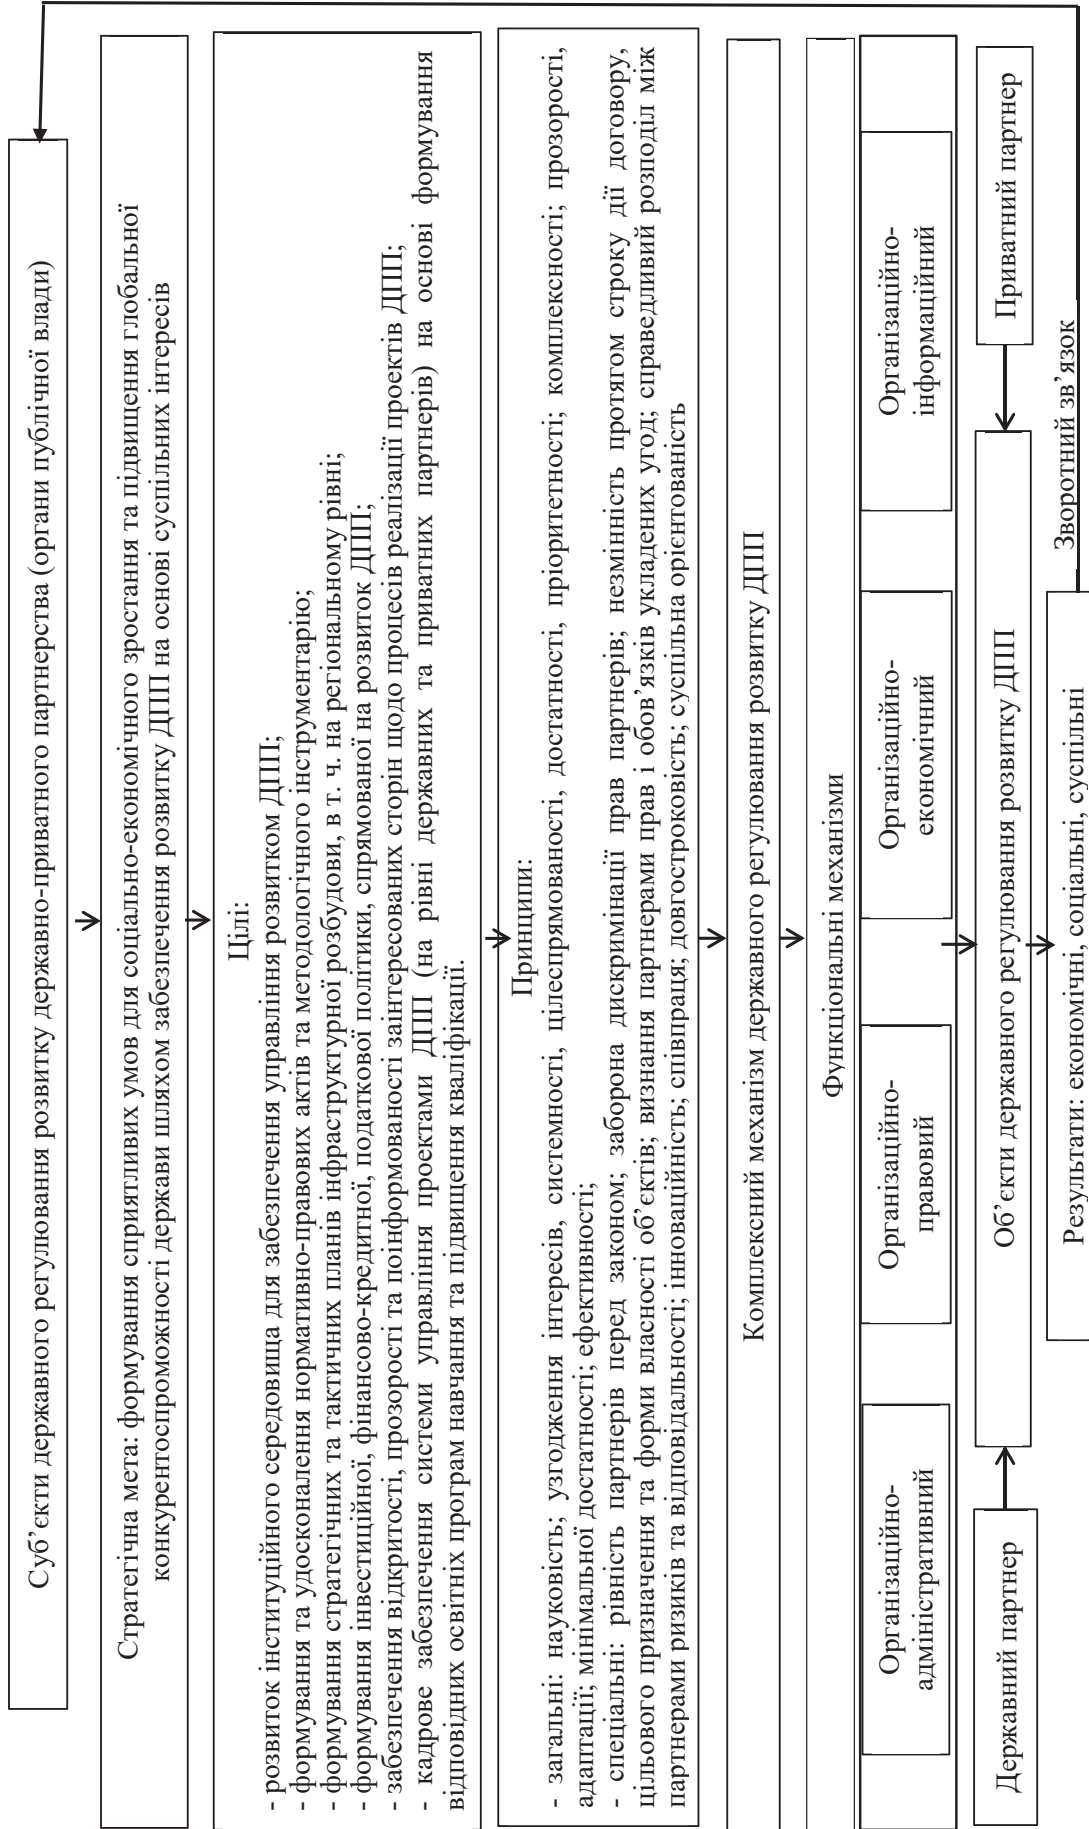 Суб’єкти державного регулювання розвитку державно-приватного партнерства (органи публічної влади)
Стратегічна мета: формування сприятливих умов для соціально-економічного зростання та підвищення глобальної
конкурентоспроможності держави шляхом забезпечення розвитку ДПП на основі суспільних інтересів
Цілі:
- розвиток інституційного середовища для забезпечення управління розвитком ДПП;
- формування та удосконалення нормативно-правових актів та методологічного інструментарію;
- формування стратегічних та тактичних планів інфраструктурної розбудови, в т. ч. на регіональному рівні;
- формування інвестиційної, фінансово-кредитної, податкової політики, спрямованої на розвиток ДПП;
- забезпечення відкритості, прозорості та поінформованості заінтересованих сторін щодо процесів реалізації проектів ДПП;
- кадрове забезпечення системи управління проектами ДПП (на рівні державних та приватних партнерів) на основі формування
відповідних освітніх програм навчання та підвищення кваліфікації.
Принципи:
- загальні: науковість; узгодження інтересів, системності, цілеспрямованості, достатності, пріоритетності; комплексності; прозорості,
адаптації; мінімальної достатності; ефективності;
- спеціальні: рівність партнерів перед законом; заборона дискримінації прав партнерів; незмінність протягом строку дії договору,
цільового призначення та форми власності об’єктів; визнання партнерами прав і обов’язків укладених угод; справедливий розподіл між
партнерами ризиків та відповідальності; інноваційність; співпраця; довгостроковість; суспільна орієнтованість
Комплексний механізм державного регулювання розвитку ДПП
Функціональні механізми
Організаційно-
адміністративний
Організаційно-
правовий
Організаційно-
економічний
Організаційно-
інформаційний
Державний партнер
Об’єкти державного регулювання розвитку ДПП
Приватний партнер
Результати: економічні, соціальні, суспільні
Зворотний зв’язок